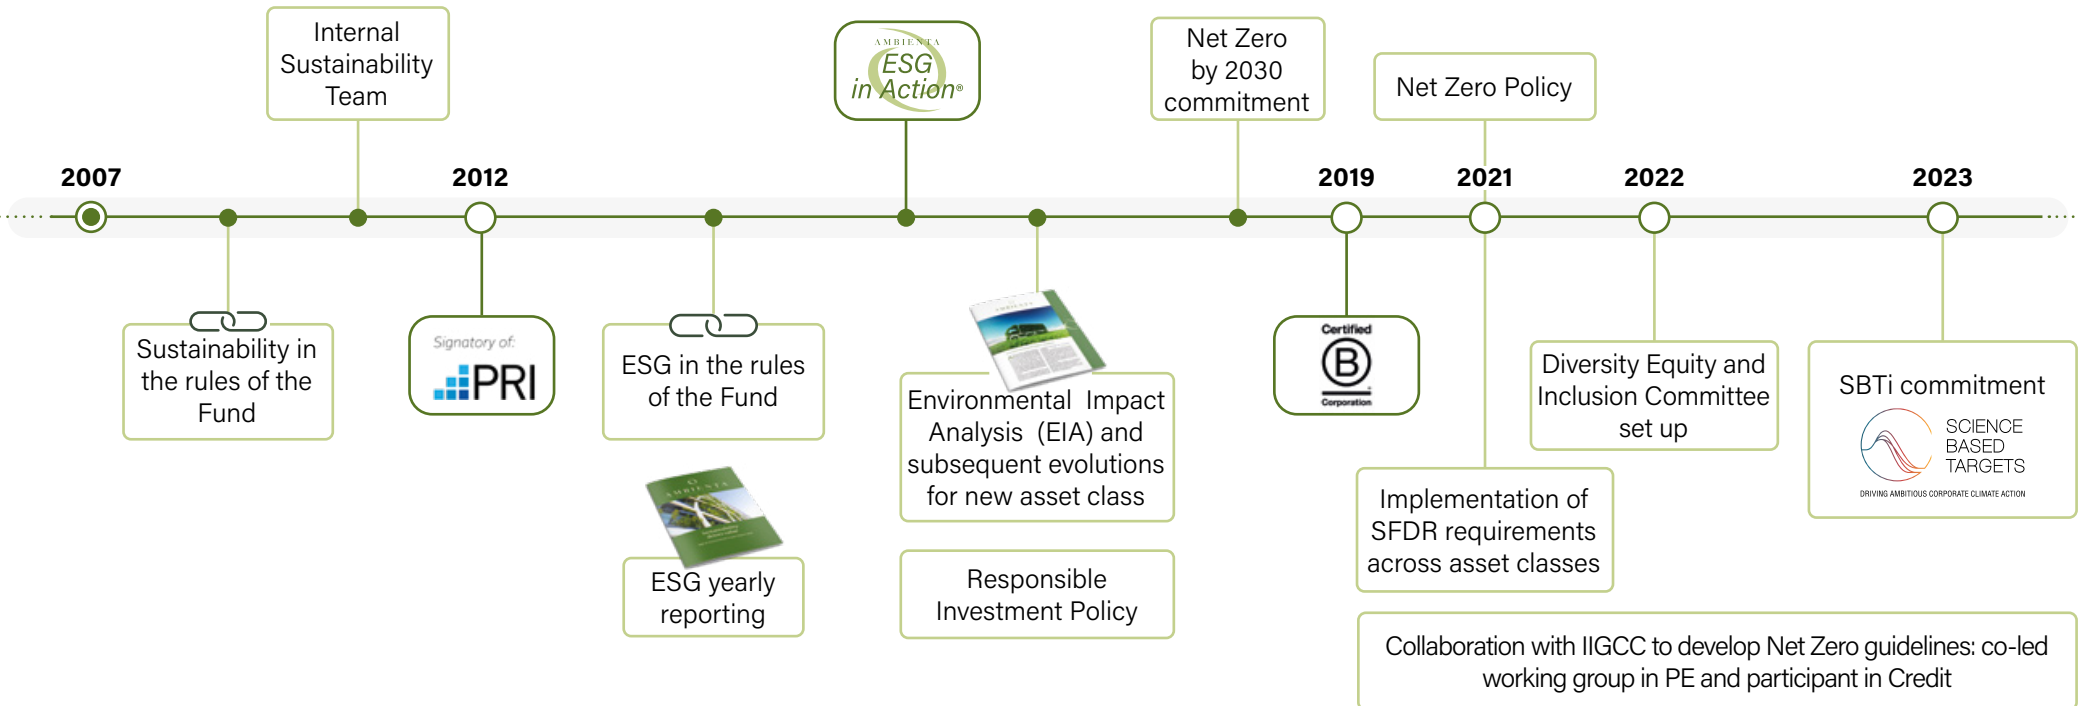 Internal
Sustainability
Team
AMBIENTA
ESG
in Action®
Net Zero
by 2030
commitment
Net Zero Policy
2007
2012
2019
2021
2022
2023
Sustainability in
the rules of the
Fund
Signatory of:
PRI
ESG in the rules
of the Fund
AMBIENTA
ESG yearly
reporting
Environmental Impact
Analysis (EIA) and
subsequent evolutions
for new asset class
Responsible
Investment Policy
Certified
B
Corporation
Implementation of
SFDR requirements
across asset classes
Diversity Equity and
Inclusion Committee
set up
SBTi commitment
SCIENCE
BASED
TARGETS
DRIVING AMBITIOUS CORPORATE CLIMATE ACTION
Collaboration with IIGCC to develop Net Zero guidelines: co-led
working group in PE and participant in Credit